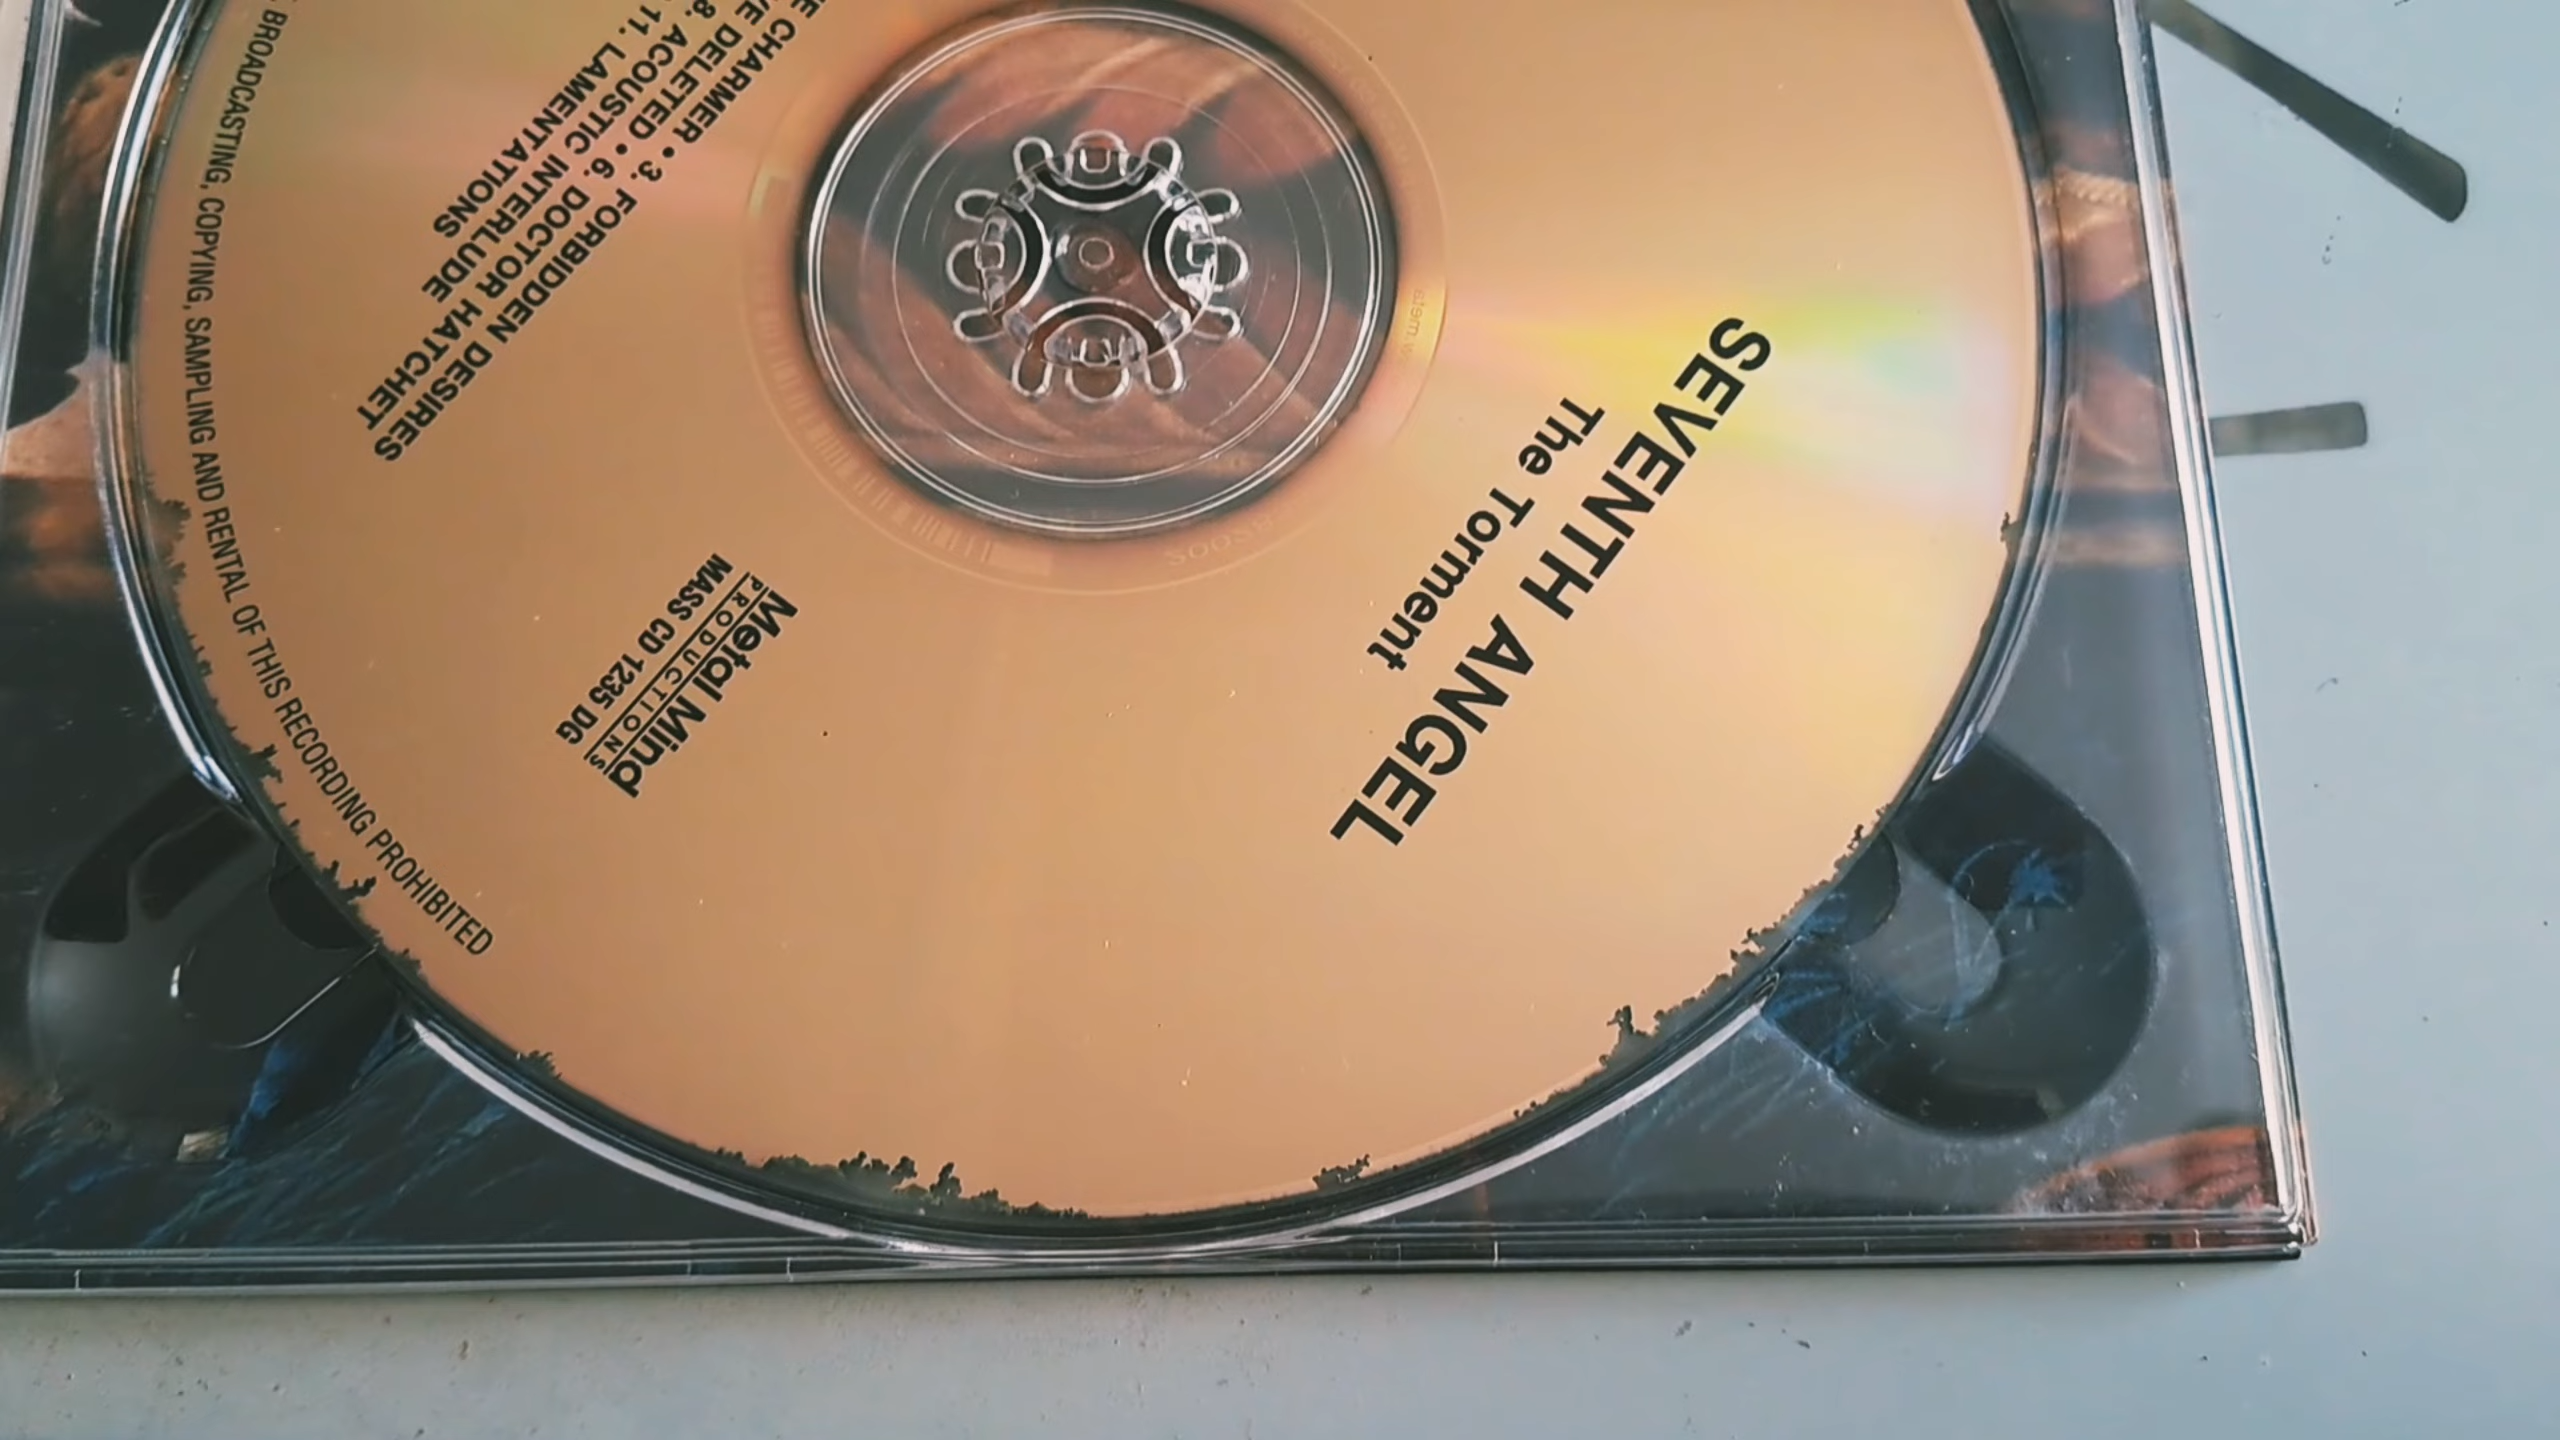 SEVENTH ANGEL
The Torment
CHARMER • 3. FORBIDDEN DESIRES
DELETED • 6. DOCTOR HATCHET
8. ACOUSTIC INTERLUDE
11. LAMENTATIONS
Metal Mind
PRODUCTIONS
MASS CD 1235 DG
BROADCASTING, COPYING, SAMPLING AND RENTAL OF THIS RECORDING PROHIBITED